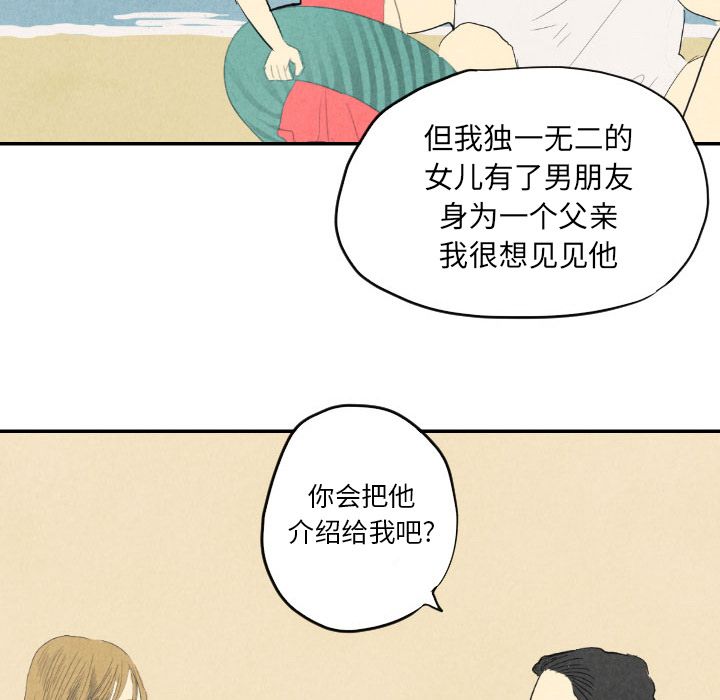 但我独一无二的
女儿有了男朋友
身为一个父亲
我很想见见他
你会把他
介绍给我吧?